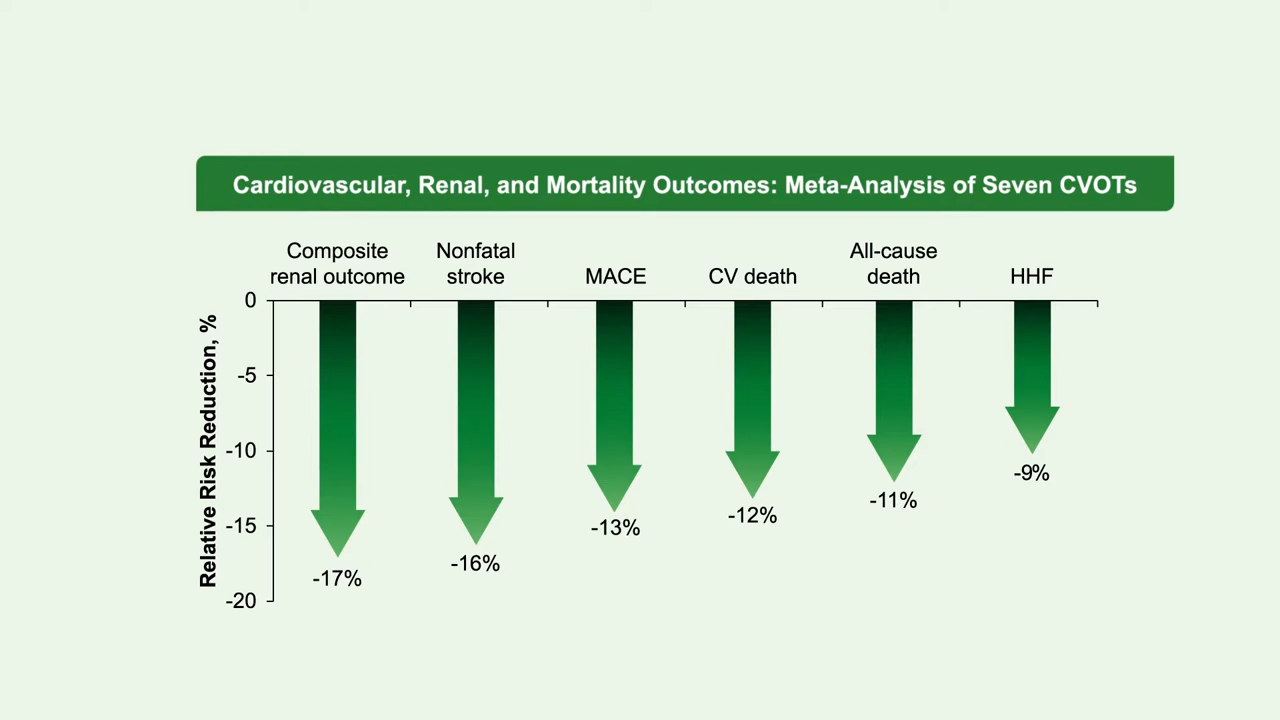 Cardiovascular, Renal, and Mortality Outcomes: Meta-Analysis of Seven CVOTs
Composite
renal outcome
Nonfatal
stroke
MACE
CV death
All-cause
death
HHF
Relative Risk Reduction, %
0
-5
-10
-15
-20
-17%
-16%
-13%
-12%
-11%
-9%